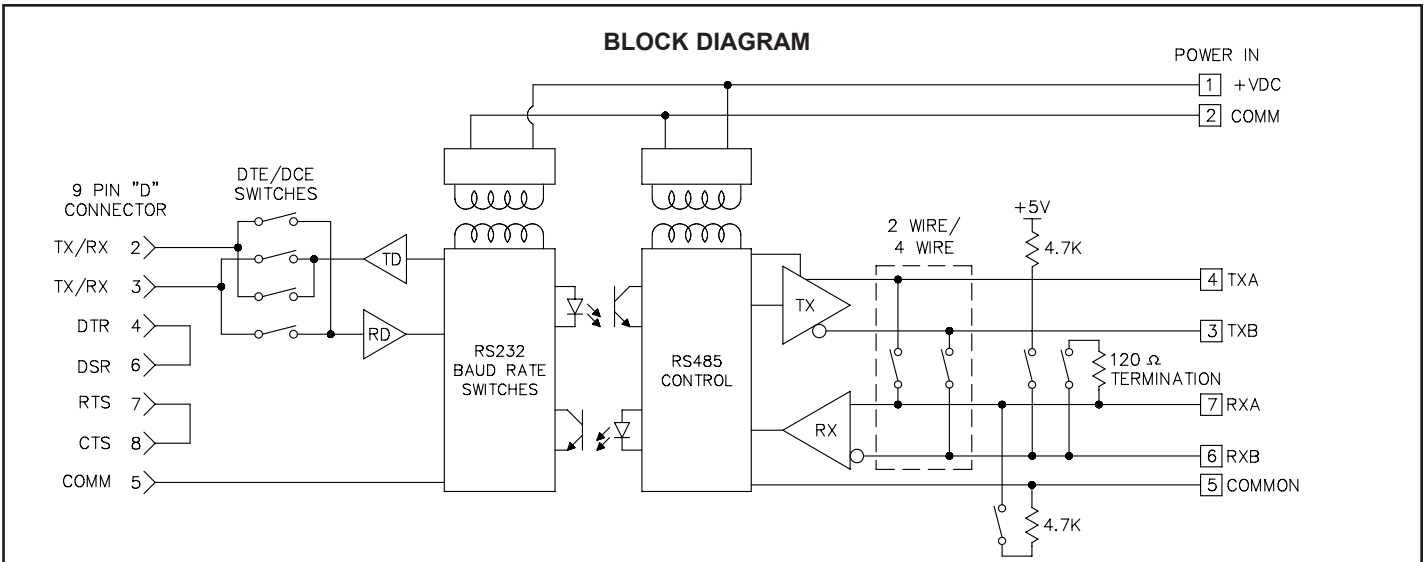 BLOCK DIAGRAM
POWER IN
1 +VDC
2 COMM
9 PIN "D"
CONNECTOR
DTE/DCE
SWITCHES
TX/RX 2
TX/RX 3
DTR 4
DSR 6
RTS 7
CTS 8
COMM 5
TD
RD
RS232
BAUD RATE
SWITCHES
RS485
CONTROL
TX
RX
2 WIRE/
4 WIRE
+5V
4.7K
4 TXA
3 TXB
120 Ω
TERMINATION
7 RXA
6 RXB
5 COMMON
4.7K